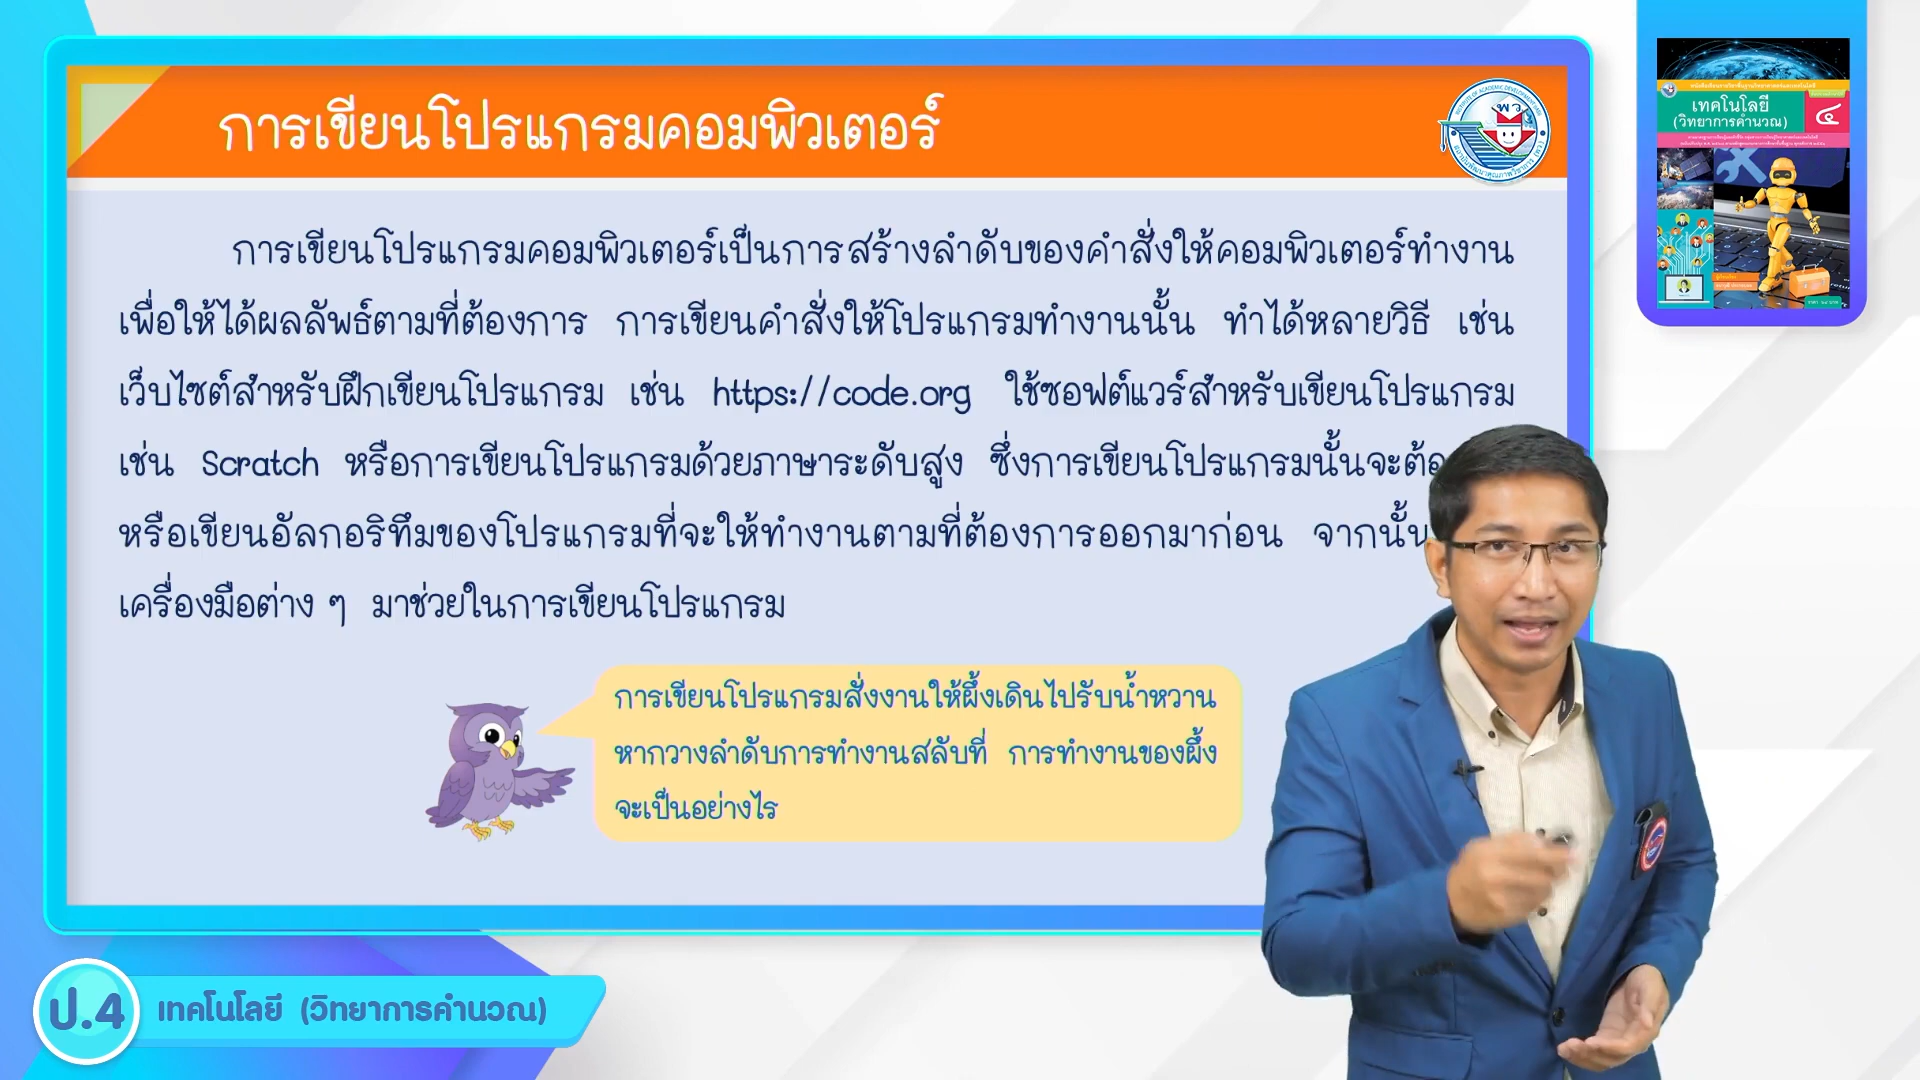 การเขียนโปรแกรมคอมพิวเตอร์
การเขียนโปรแกรมคอมพิวเตอร์เป็นการสร้างลำดับของคำสั่งให้คอมพิวเตอร์ทำงาน
เพื่อให้ได้ผลลัพธ์ตามที่ต้องการ การเขียนคำสั่งให้โปรแกรมทำงานนั้น ทำได้หลายวิธี เช่น
เว็บไซต์สำหรับฝึกเขียนโปรแกรม เช่น https://code.org ใช้ซอฟต์แวร์สำหรับเขียนโปรแกรม
เช่น Scratch หรือการเขียนโปรแกรมด้วยภาษาระดับสูง ซึ่งการเขียนโปรแกรมนั้นจะต้อ
หรือเขียนอัลกอริทึมของโปรแกรมที่จะให้ทำงานตามที่ต้องการออกมาก่อน จากนั้น
เครื่องมือต่าง ๆ มาช่วยในการเขียนโปรแกรม
การเขียนโปรแกรมสั่งงานให้ผึ้งเดินไปรับน้ำหวาน
หากวางลำดับการทำงานสลับที่ การทำงานของผึ้ง
จะเป็นอย่างไร
เทคโนโลยี
(วิทยาการคำนวณ)
๔
พว
ป.4 เทคโนโลยี (วิทยาการคำนวณ)